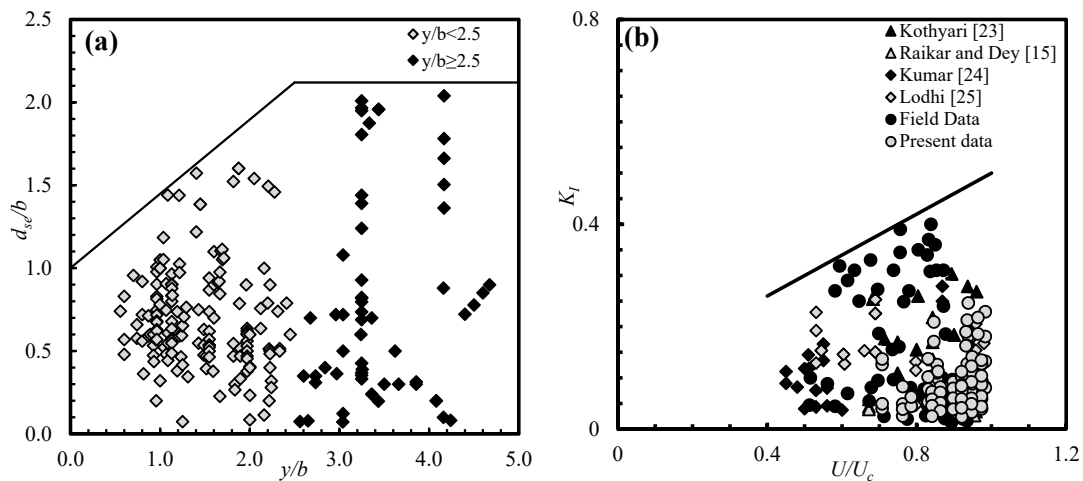 (a)
y/b<2.5
y/b≥2.5
2.5
2.0
1.5
1.0
0.5
0.0
d_se/b
0.0 1.0 2.0 3.0 4.0 5.0
y/b
(b)
Kothyari [23]
Raikar and Dey [15]
Kumar [24]
Lodhi [25]
Field Data
Present data
0.8
0.4
0
K_I
0 0.4 0.8 1.2
U/U_c